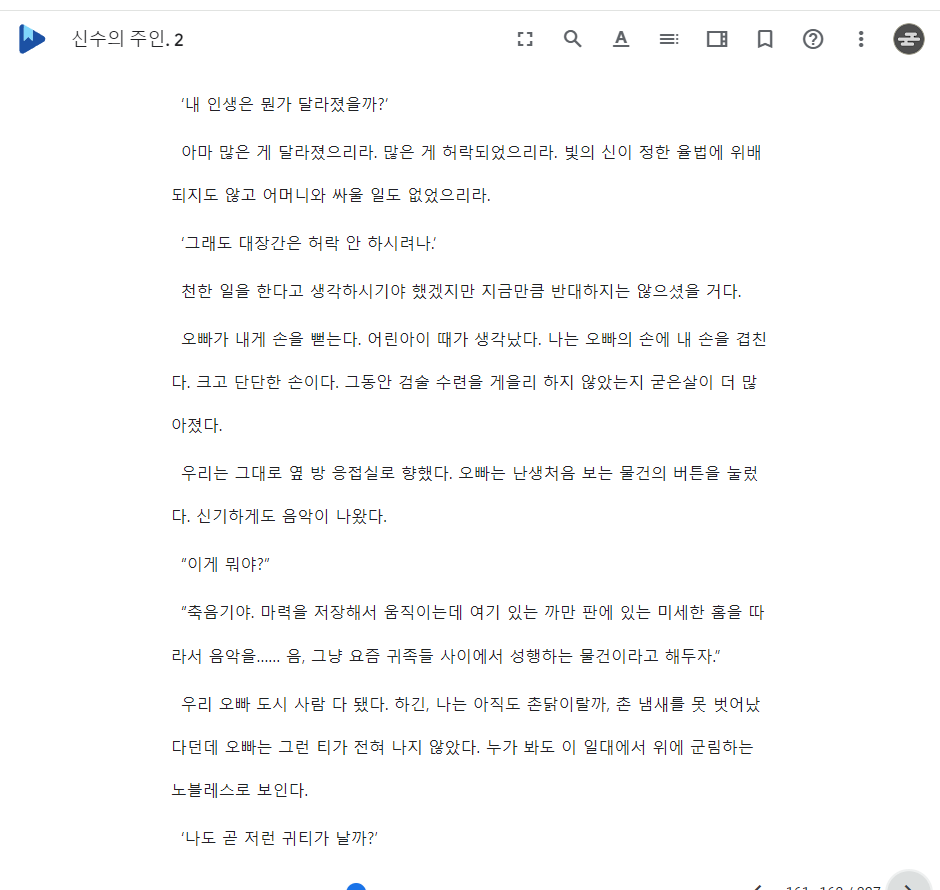 신수의 주인. 2
‘내 인생은 뭔가 달라졌을까?’
아마 많은 게 달라졌으리라. 많은 게 허락되었으리라. 빛의 신이 정한 율법에 위배
되지도 않고 어머니와 싸울 일도 없었으리라.
‘그래도 대장간은 허락 안 하시려나.’
천한 일을 한다고 생각하시기야 했겠지만 지금만큼 반대하지는 않으셨을 거다.
오빠가 내게 손을 뻗는다. 어린아이 때가 생각났다. 나는 오빠의 손에 내 손을 겹친
다. 크고 단단한 손이다. 그동안 검술 수련을 게을리 하지 않았는지 굳은살이 더 많
아졌다.
우리는 그대로 옆 방 응접실로 향했다. 오빠는 난생처음 보는 물건의 버튼을 눌렀
다. 신기하게도 음악이 나왔다.
“이게 뭐야?”
“축음기야. 마력을 저장해서 움직이는데 여기 있는 까만 판에 있는 미세한 홈을 따
라서 음악을…… 음, 그냥 요즘 귀족들 사이에서 성행하는 물건이라고 해두자.”
우리 오빠 도시 사람 다 됐다. 하긴, 나는 아직도 촌닭이랄까, 촌 냄새를 못 벗어났
다던데 오빠는 그런 티가 전혀 나지 않았다. 누가 봐도 이 일대에서 위에 군림하는
노블레스로 보인다.
‘나도 곧 저런 귀티가 날까?’